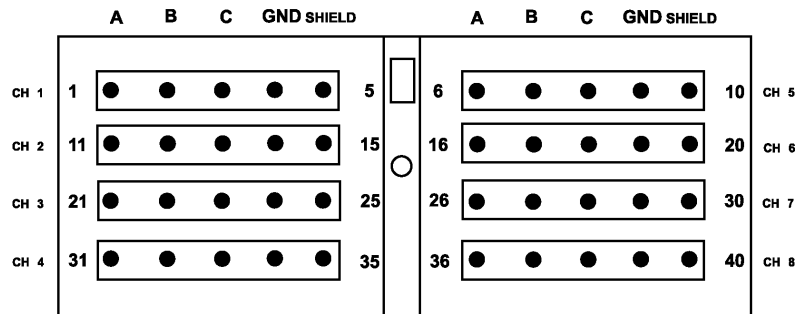 A B C GND SHIELD A B C GND SHIELD
CH 1 1 5 6 10 CH 5
CH 2 11 15 16 20 CH 6
CH 3 21 25 26 30 CH 7
CH 4 31 35 36 40 CH 8